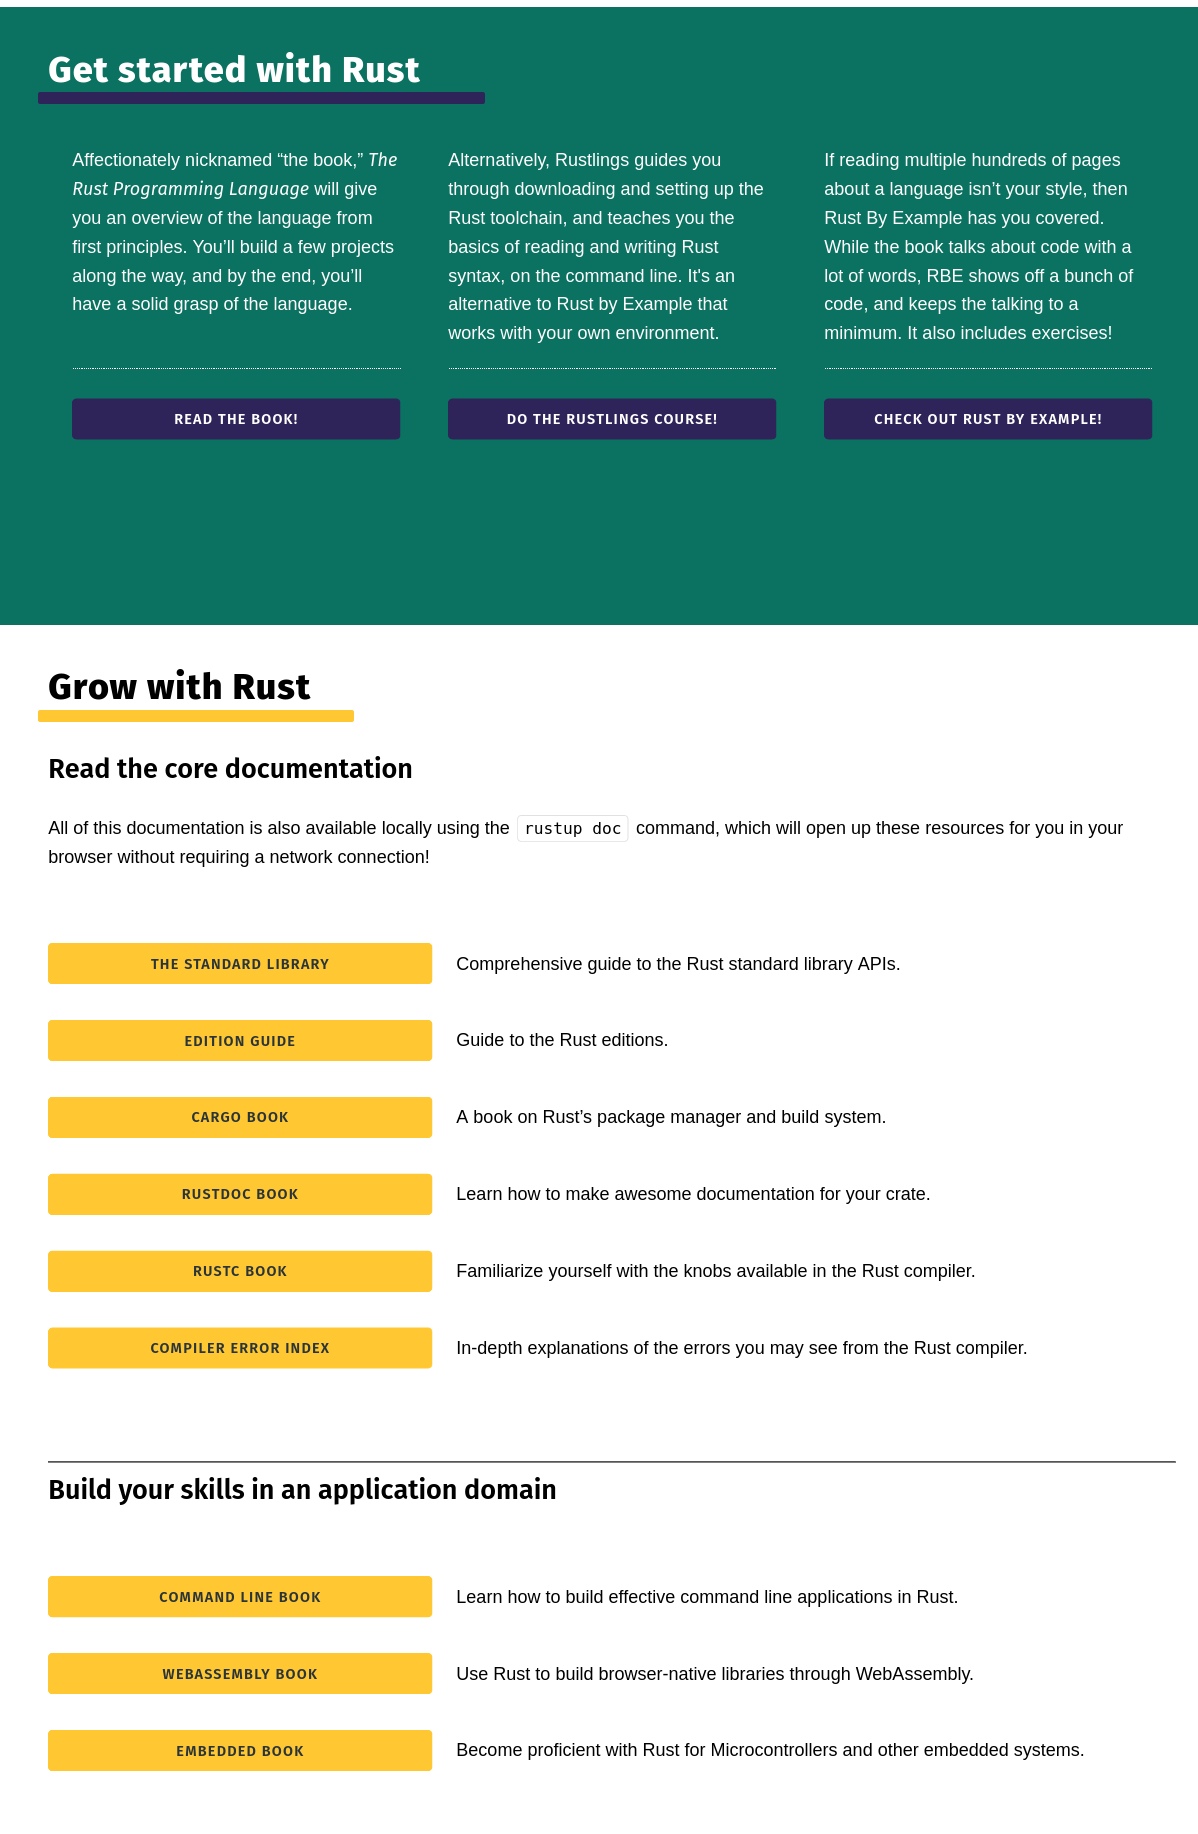 Get started with Rust
Affectionately nicknamed “the book,” The
Rust Programming Language will give
you an overview of the language from
first principles. You’ll build a few projects
along the way, and by the end, you’ll
have a solid grasp of the language.
READ THE BOOK!
Alternatively, Rustlings guides you
through downloading and setting up the
Rust toolchain, and teaches you the
basics of reading and writing Rust
syntax, on the command line. It's an
alternative to Rust by Example that
works with your own environment.
DO THE RUSTLINGS COURSE!
If reading multiple hundreds of pages
about a language isn’t your style, then
Rust By Example has you covered.
While the book talks about code with a
lot of words, RBE shows off a bunch of
code, and keeps the talking to a
minimum. It also includes exercises!
CHECK OUT RUST BY EXAMPLE!
Grow with Rust
Read the core documentation
All of this documentation is also available locally using the rustup doc command, which will open up these resources for you in your
browser without requiring a network connection!
THE STANDARD LIBRARY
Comprehensive guide to the Rust standard library APIs.
EDITION GUIDE
Guide to the Rust editions.
CARGO BOOK
A book on Rust’s package manager and build system.
RUSTDOC BOOK
Learn how to make awesome documentation for your crate.
RUSTC BOOK
Familiarize yourself with the knobs available in the Rust compiler.
COMPILER ERROR INDEX
In-depth explanations of the errors you may see from the Rust compiler.
Build your skills in an application domain
COMMAND LINE BOOK
Learn how to build effective command line applications in Rust.
WEBASSEMBLY BOOK
Use Rust to build browser-native libraries through WebAssembly.
EMBEDDED BOOK
Become proficient with Rust for Microcontrollers and other embedded systems.